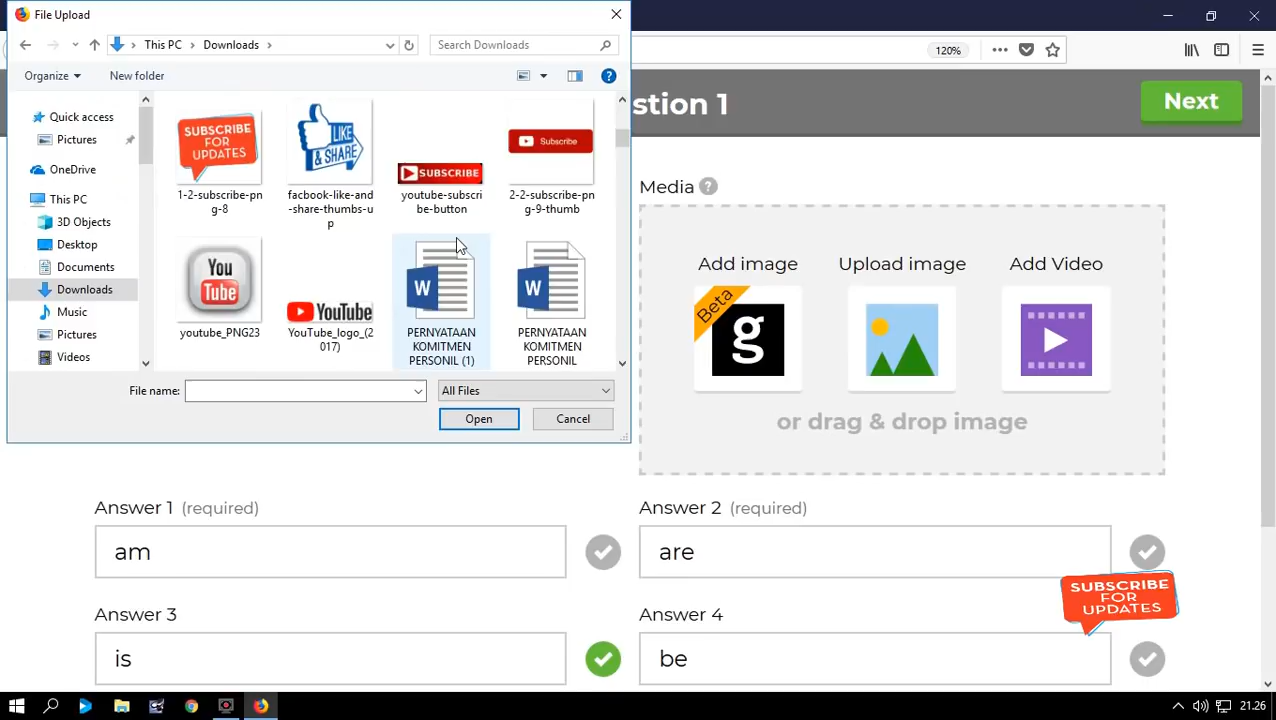 File Upload
This PC
Downloads
Search Downloads
120%
Organize
New folder
stion 1
Next
Quick access
Pictures
OneDrive
This PC
3D Objects
Desktop
Documents
Downloads
Music
Pictures
Videos
SUBSCRIBE
FOR
UPDATES
LIKE
& SHARE
SUBSCRIBE
Subscribe
1-2-subscribe-pn
g-8
facbook-like-and
-share-thumbs-u
p
youtube-subscri
be-button
2-2-subscribe-pn
g-9-thumb
You
Tube
YouTube
W
W
youtube_PNG23
YouTube_logo_(2
017)
PERNYATAAN
KOMITMEN
PERSONIL (1)
PERNYATAAN
KOMITMEN
PERSONIL
File name:
All Files
Open
Cancel
Media ?
Add image
Upload image
Add Video
Beta
g
or drag & drop image
Answer 1 (required)
am
Answer 2 (required)
are
SUBSCRIBE
FOR
UPDATES
Answer 3
is
Answer 4
be
21.26